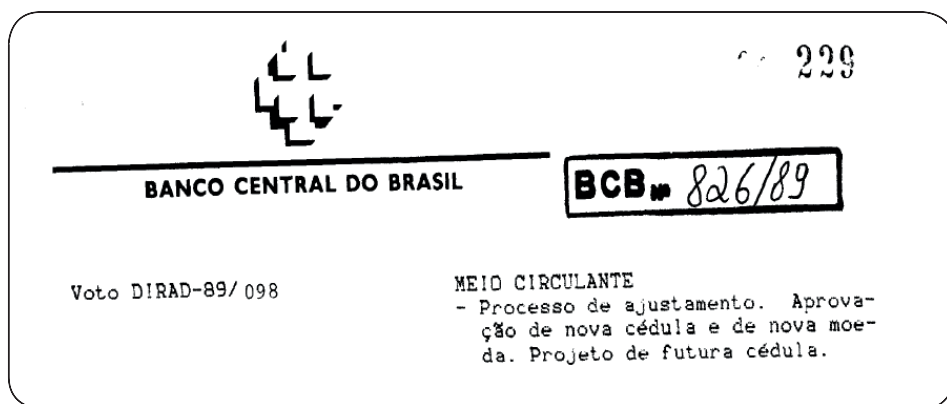 229
BANCO CENTRAL DO BRASIL
BCB Nº 826/89
Voto DIRAD-89/098
MEIO CIRCULANTE
- Processo de ajustamento. Aprova-
ção de nova cédula e de nova moe-
da. Projeto de futura cédula.